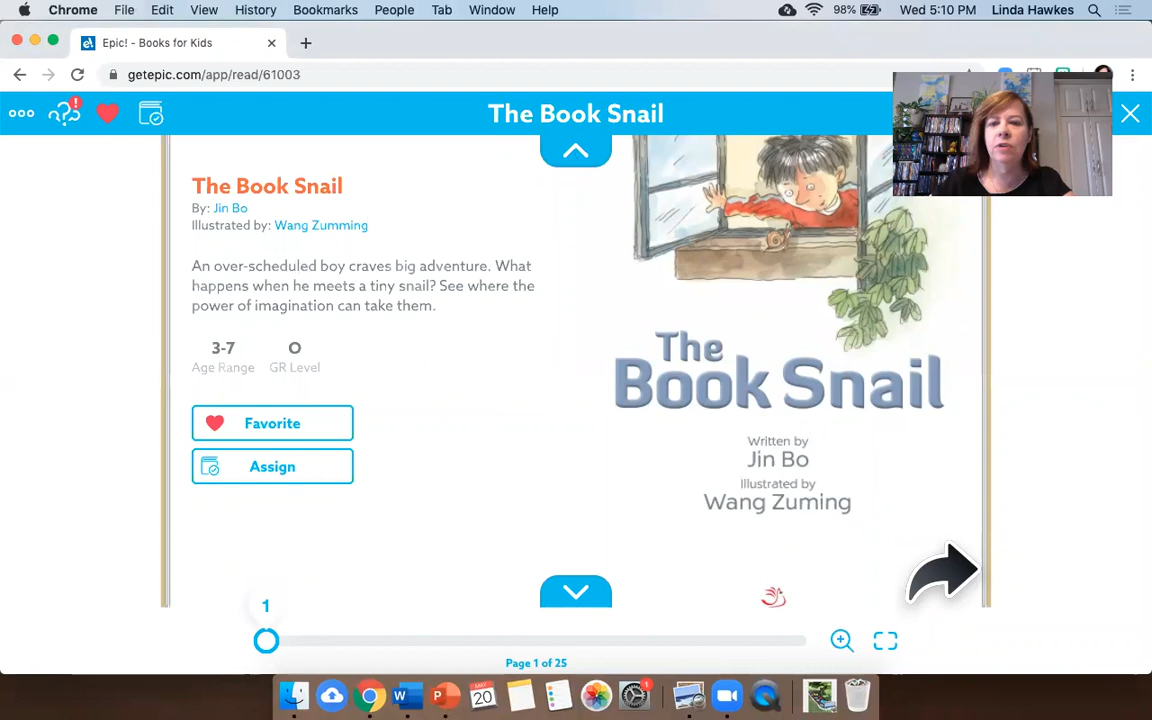 Chrome File Edit View History Bookmarks People Tab Window Help 98% Wed 5:10 PM Linda Hawkes
Epic! - Books for Kids
getepic.com/app/read/61003
The Book Snail
The Book Snail
By: Jin Bo
Illustrated by: Wang Zumming
An over-scheduled boy craves big adventure. What
happens when he meets a tiny snail? See where the
power of imagination can take them.
3-7 O
Age Range GR Level
Favorite
Assign
The
Book Snail
Written by
Jin Bo
Illustrated by
Wang Zuming
1
Page 1 of 25
MAY
20
1